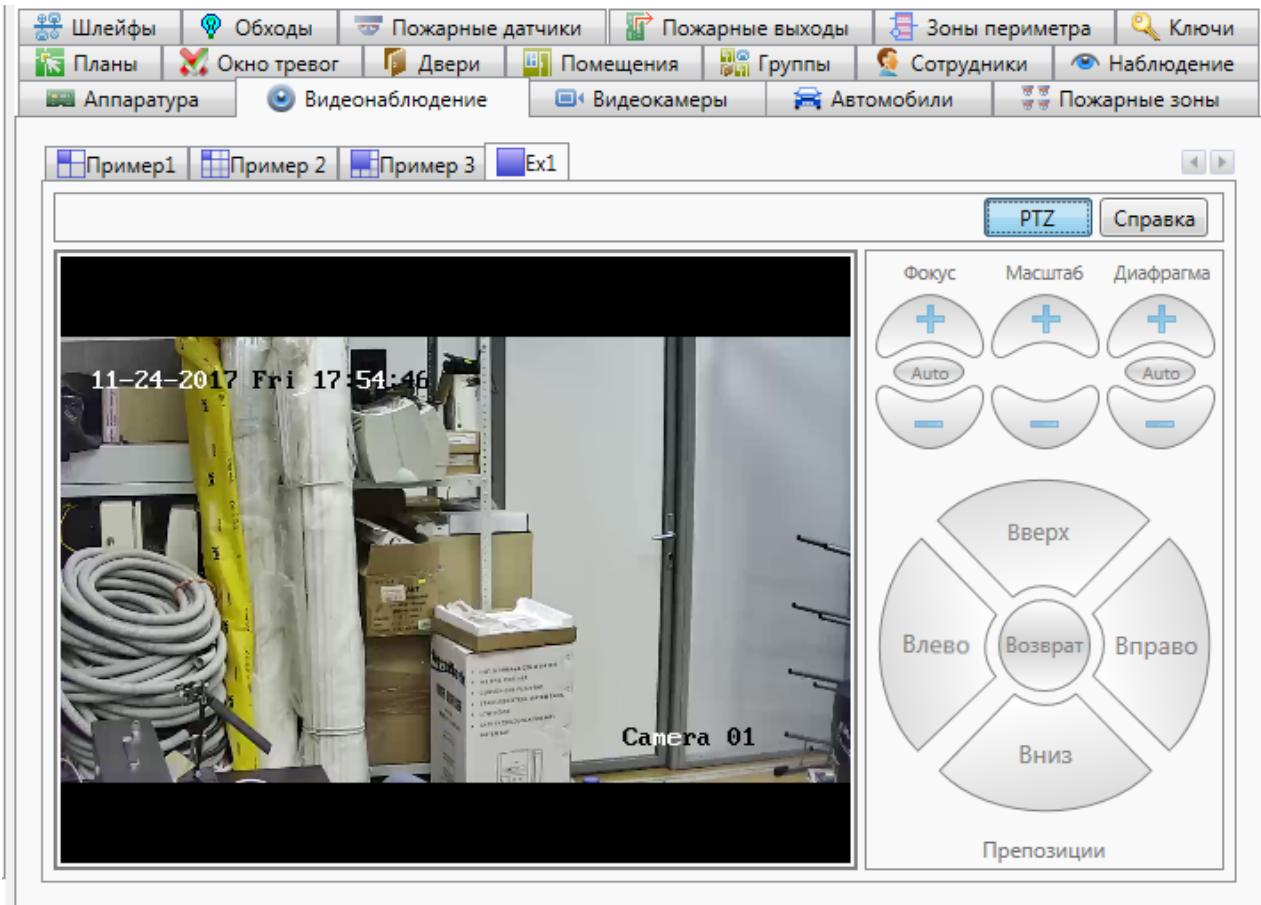 Шлейфы Обходы Пожарные датчики Пожарные выходы Зоны периметра Ключи
Планы Окно тревог Двери Помещения Группы Сотрудники Наблюдение
Аппаратура Видеонаблюдение Видеокамеры Автомобили Пожарные зоны
Пример1 Пример 2 Пример 3 Ex1
PTZ Справка
Фокус Масштаб Диафрагма
11-24-2017 Fri 17:54:46
Auto Auto
Вверх
Влево Возврат Вправо
Camera 01
Вниз
Препозиции